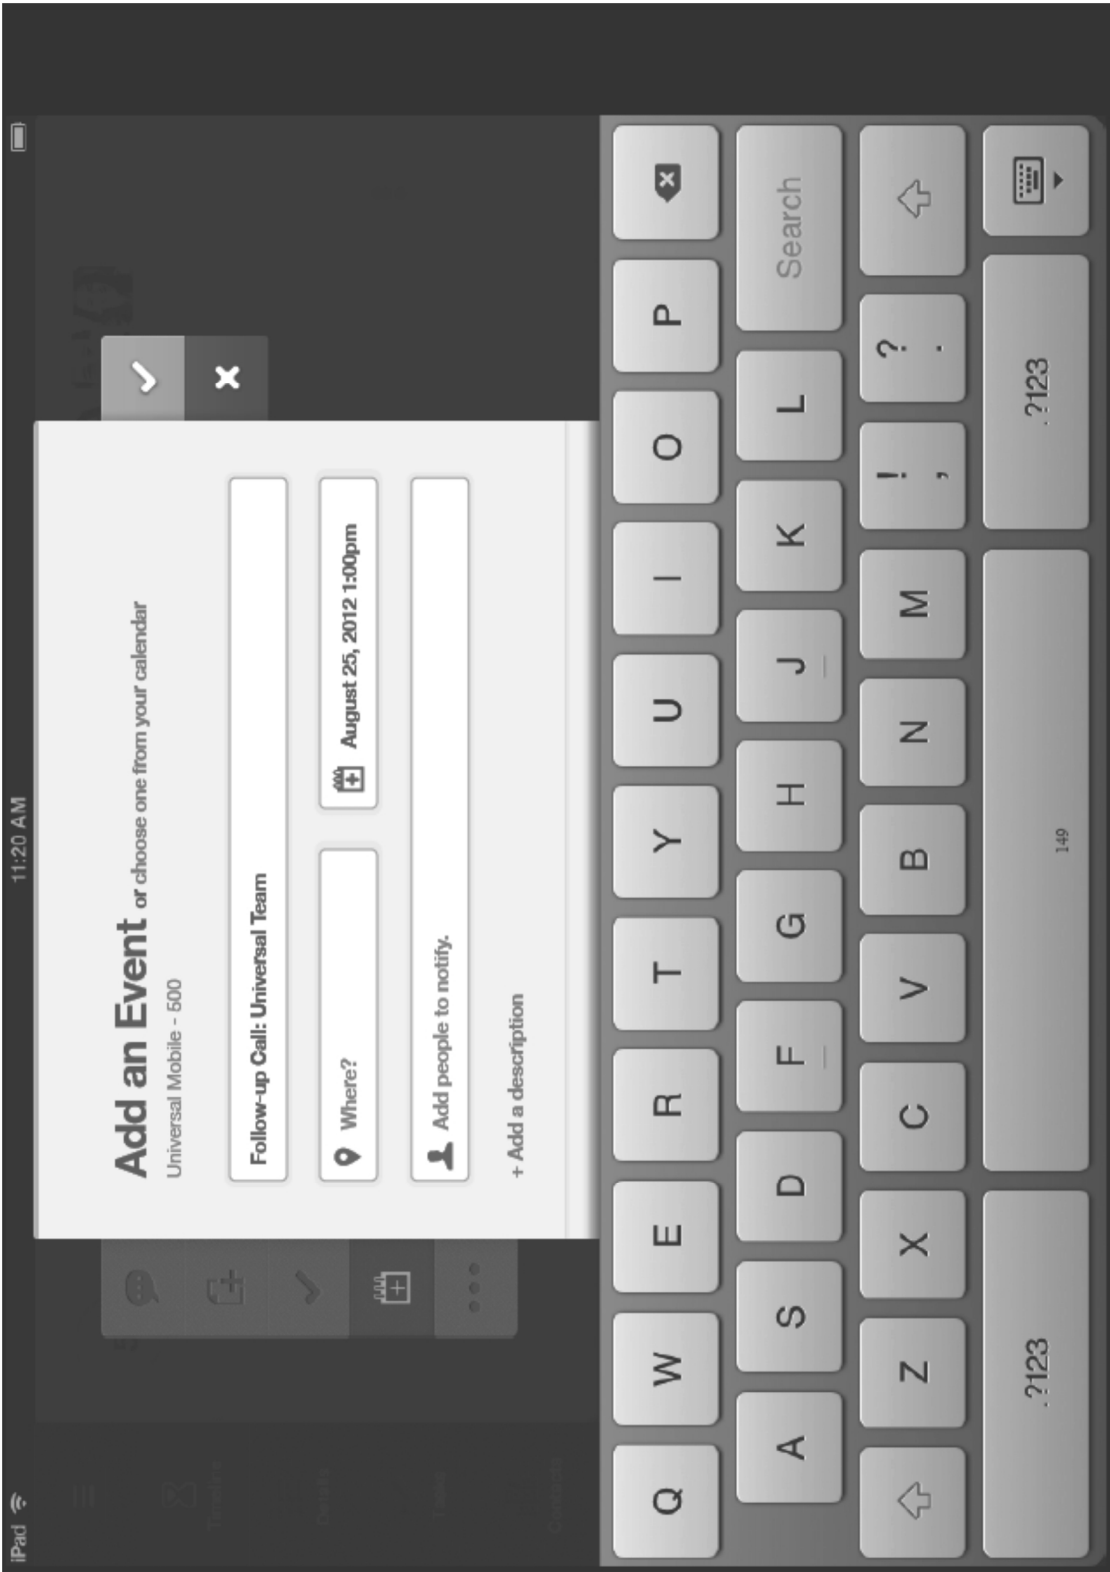 iPad 11:20 AM
Add an Event or choose one from your calendar
Universal Mobile - 600
Follow-up Call: Universal Team
Where?
August 25, 2012 1:00pm
Add people to notify.
+ Add a description
Q W E R T Y U I O P
A S D F G H J K L Search
Z X C V B N M ! , ? .
.?123 149 .?123